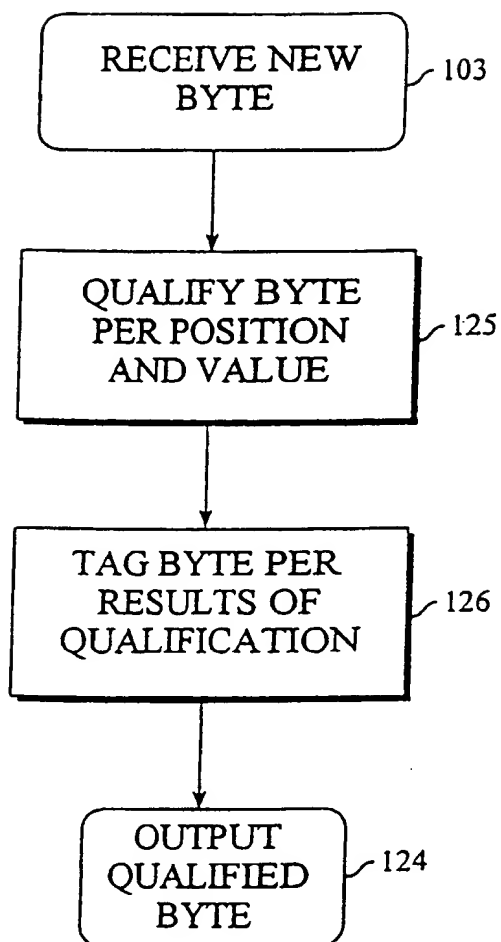 RECEIVE NEW
BYTE
103
QUALIFY BYTE
PER POSITION
AND VALUE
125
TAG BYTE PER
RESULTS OF
QUALIFICATION
126
OUTPUT
QUALIFIED
BYTE
124